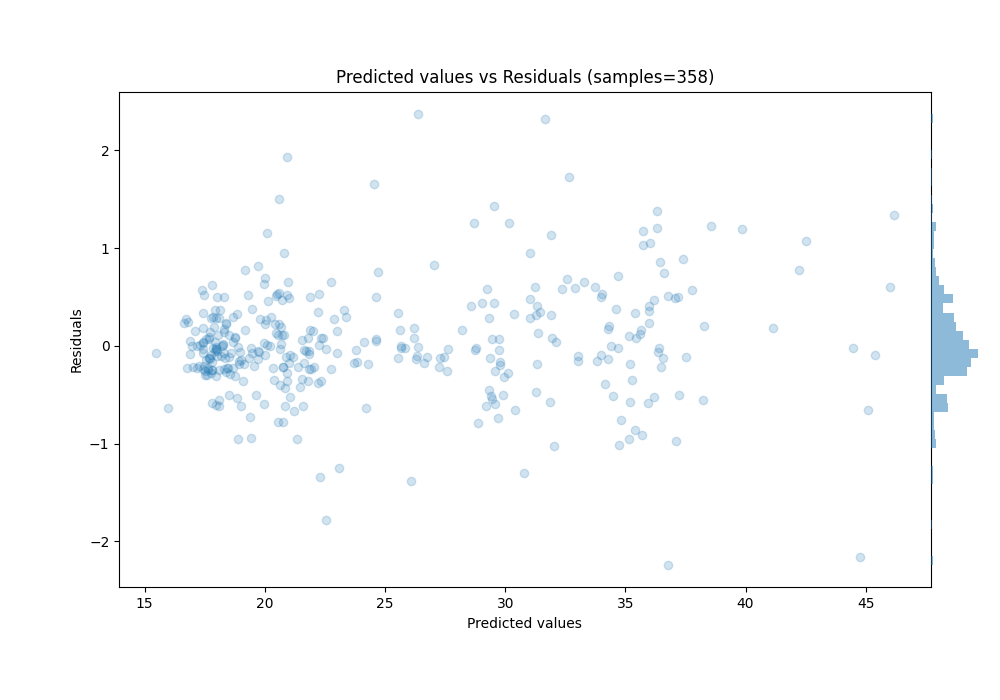 Predicted values vs Residuals (samples=358)
Residuals
2
1
0
−1
−2
15 20 25 30 35 40 45
Predicted values